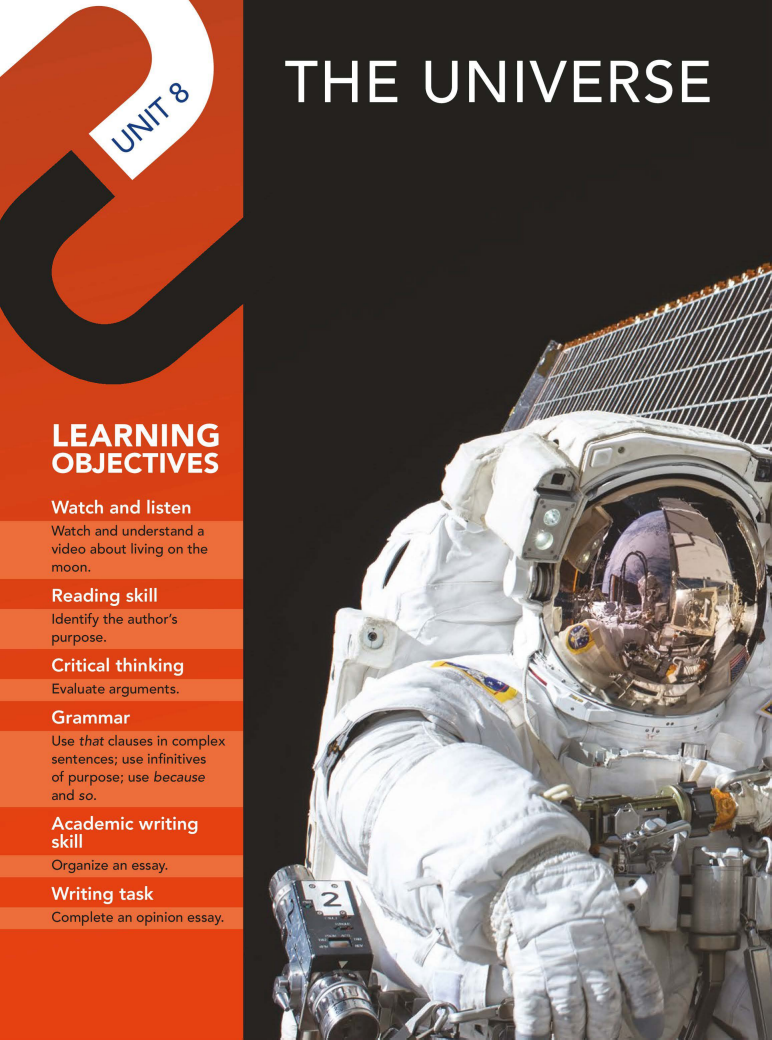 UNIT 8
THE UNIVERSE
LEARNING
OBJECTIVES
Watch and listen
Watch and understand a
video about living on the
moon.
Reading skill
Identify the author's
purpose.
Critical thinking
Evaluate arguments.
Grammar
Use that clauses in complex
sentences; use infinitives
of purpose; use because
and so.
Academic writing
skill
Organize an essay.
Writing task
Complete an opinion essay.
2